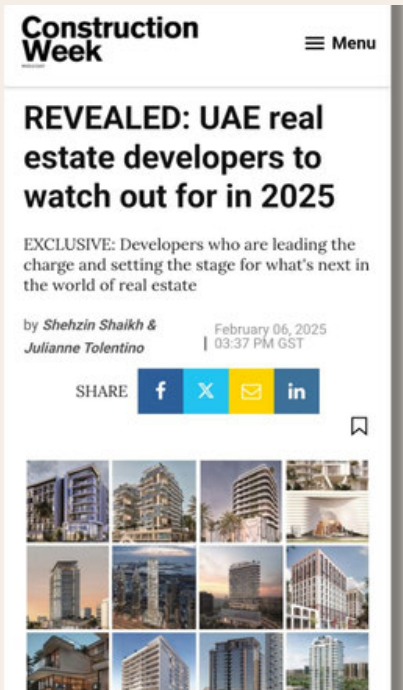 Construction
Week
Menu
REVEALED: UAE real
estate developers to
watch out for in 2025
EXCLUSIVE: Developers who are leading the
charge and setting the stage for what's next in
the world of real estate
by Shehzin Shaikh &
Julianne Tolentino
| February 06, 2025
03:37 PM GST
SHARE